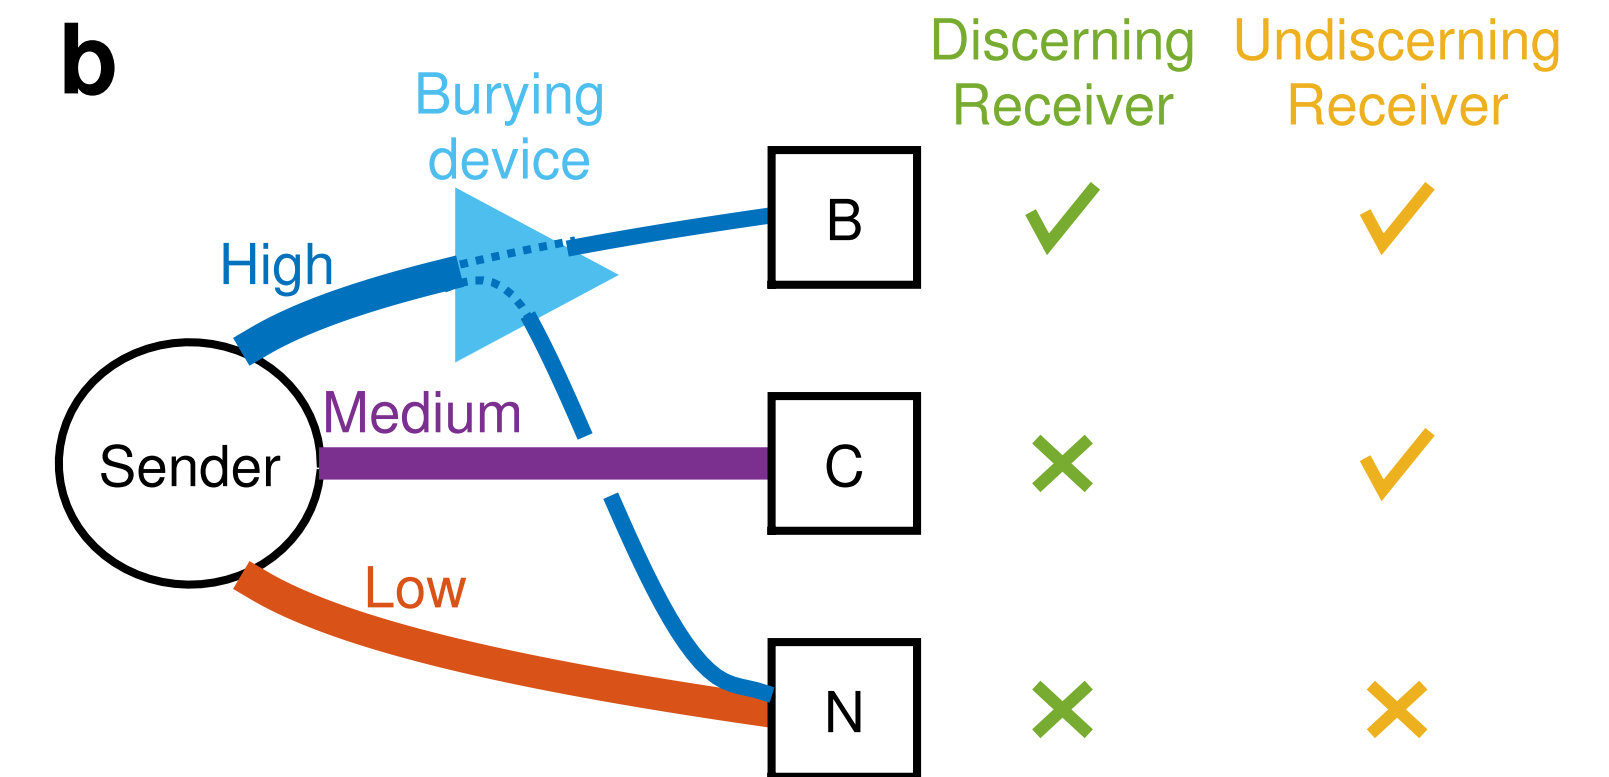 b
Discerning
Receiver
Undiscerning
Receiver
Burying
device
High
B
Medium
Sender
C
Low
N